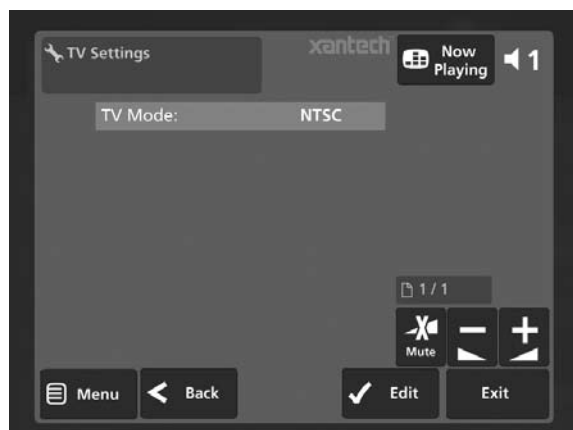 TV Settings
xantech
Now
Playing
1
TV Mode: NTSC
1 / 1
Mute
Menu
Back
Edit
Exit